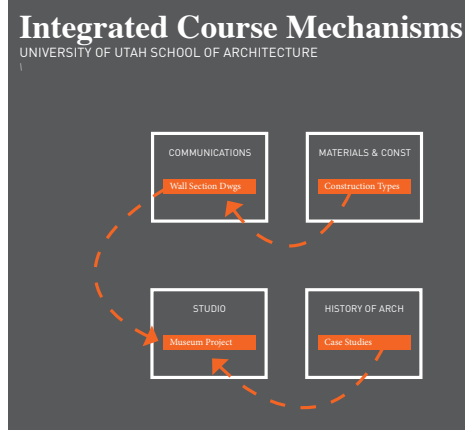 Integrated Course Mechanisms
UNIVERSITY OF UTAH SCHOOL OF ARCHITECTURE
\
COMMUNICATIONS
Wall Section Dwgs
MATERIALS & CONST
Construction Types
STUDIO
Museum Project
HISTORY OF ARCH
Case Studies